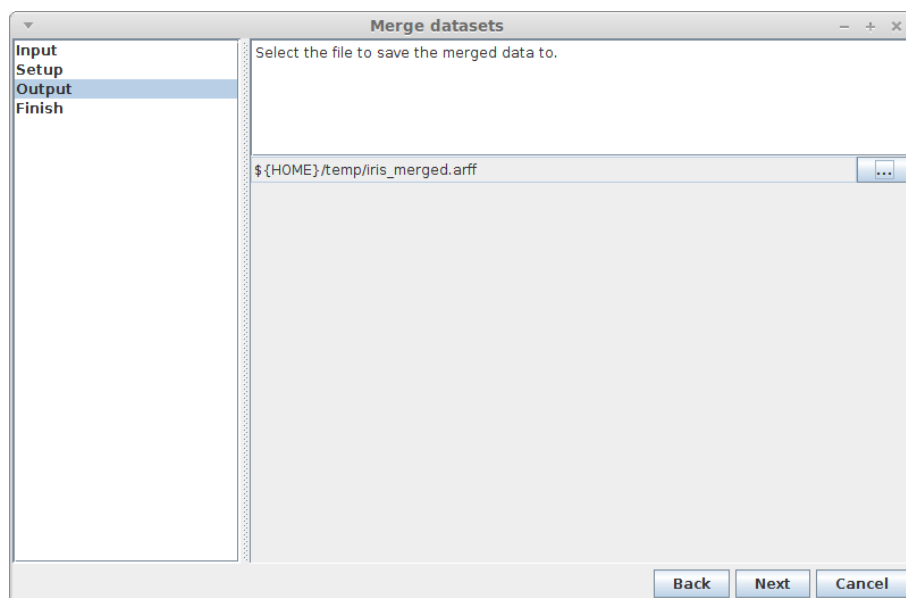 Merge datasets
Input
Setup
Output
Finish
Select the file to save the merged data to.
${HOME}/temp/iris_merged.arff
...
Back
Next
Cancel